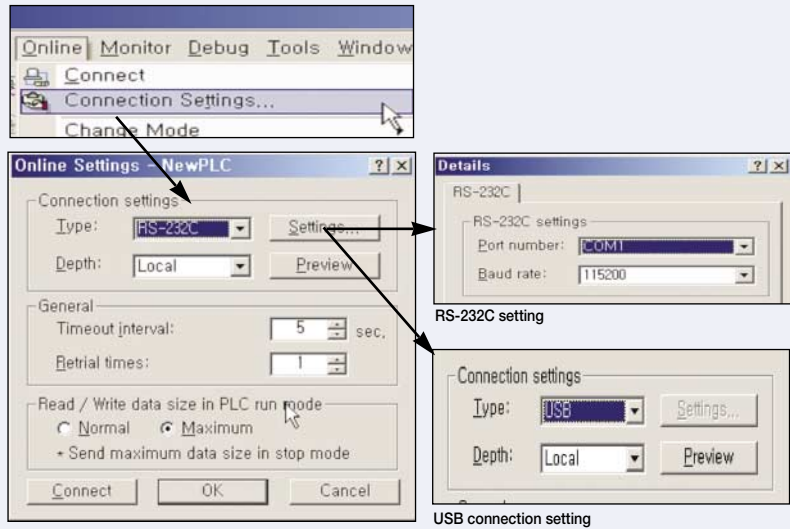 Online Monitor Debug Tools Window
Connect
Connection Settings...
Change Mode
Online Settings - NewPLC
Connection settings
Type: RS-232C Settings...
Depth: Local Preview
General
Timeout interval: 5 sec,
Retrial times: 1
Read / Write data size in PLC run mode
Normal Maximum
* Send maximum data size in stop mode
Connect OK Cancel
Details
RS-232C
RS-232C settings
Port number: COM1
Baud rate: 115200
RS-232C setting
Connection settings
Type: USB Settings...
Depth: Local Preview
USB connection setting